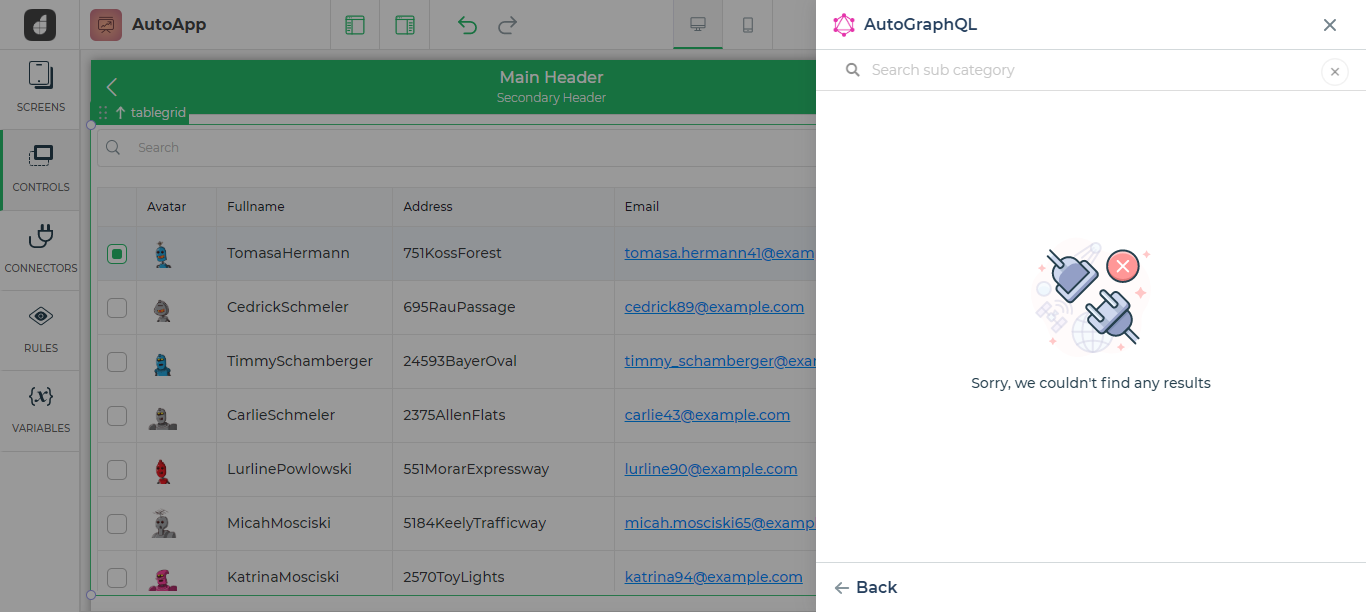 AutoApp
AutoGraphQL
Search sub category
SCREENS
CONTROLS
CONNECTORS
RULES
{x}
VARIABLES
Main Header
Secondary Header
tablegrid
Search
Avatar Fullname Address Email
TomasaHermann 751KossForest tomasa.hermann41@exam
CedrickSchmeler 695RauPassage cedrick89@example.com
TimmySchamberger 24593BayerOval timmy_schamberger@exar
CarlieSchmeler 2375AllenFlats carlie43@example.com
LurlinePowlowski 551MorarExpressway lurline90@example.com
MicahMosciski 5184KeelyTrafficway micah.mosciski65@examp
KatrinaMosciski 2570ToyLights katrina94@example.com
Sorry, we couldn't find any results
Back